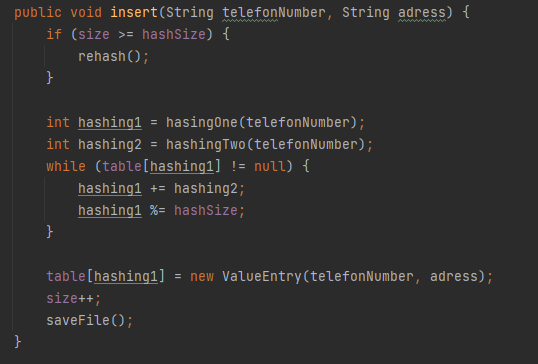 public void insert(String telefonNumber, String adress) {
    if (size >= hashSize) {
        rehash();
    }

    int hashing1 = hasingOne(telefonNumber);
    int hashing2 = hashingTwo(telefonNumber);
    while (table[hashing1] != null) {
        hashing1 += hashing2;
        hashing1 %= hashSize;
    }

    table[hashing1] = new ValueEntry(telefonNumber, adress);
    size++;
    saveFile();
}